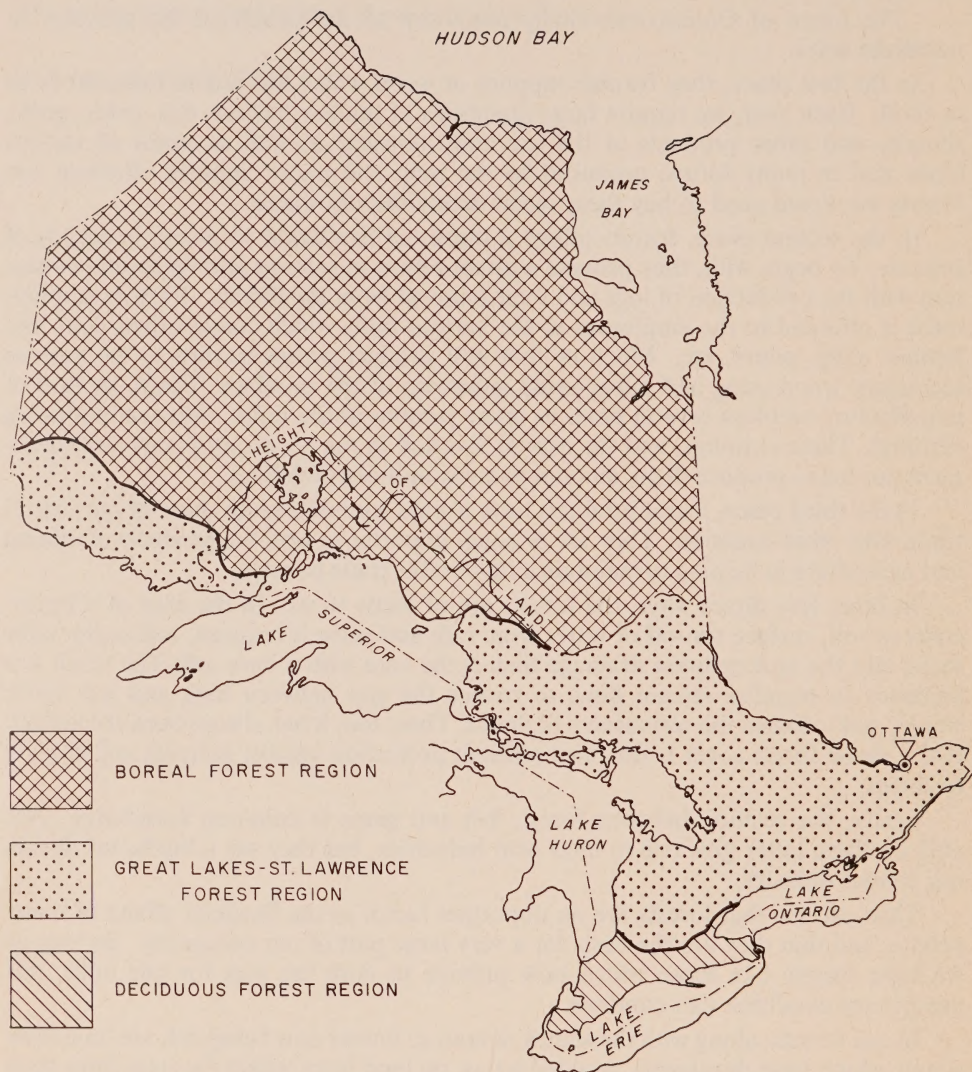 HUDSON BAY
JAMES
BAY
HEIGHT
OF
LAND
LAKE
SUPERIOR
OTTAWA
BOREAL FOREST REGION
LAKE
HURON
GREAT LAKES-ST. LAWRENCE
FOREST REGION
LAKE
ONTARIO
DECIDUOUS FOREST REGION
LAKE
ERIE